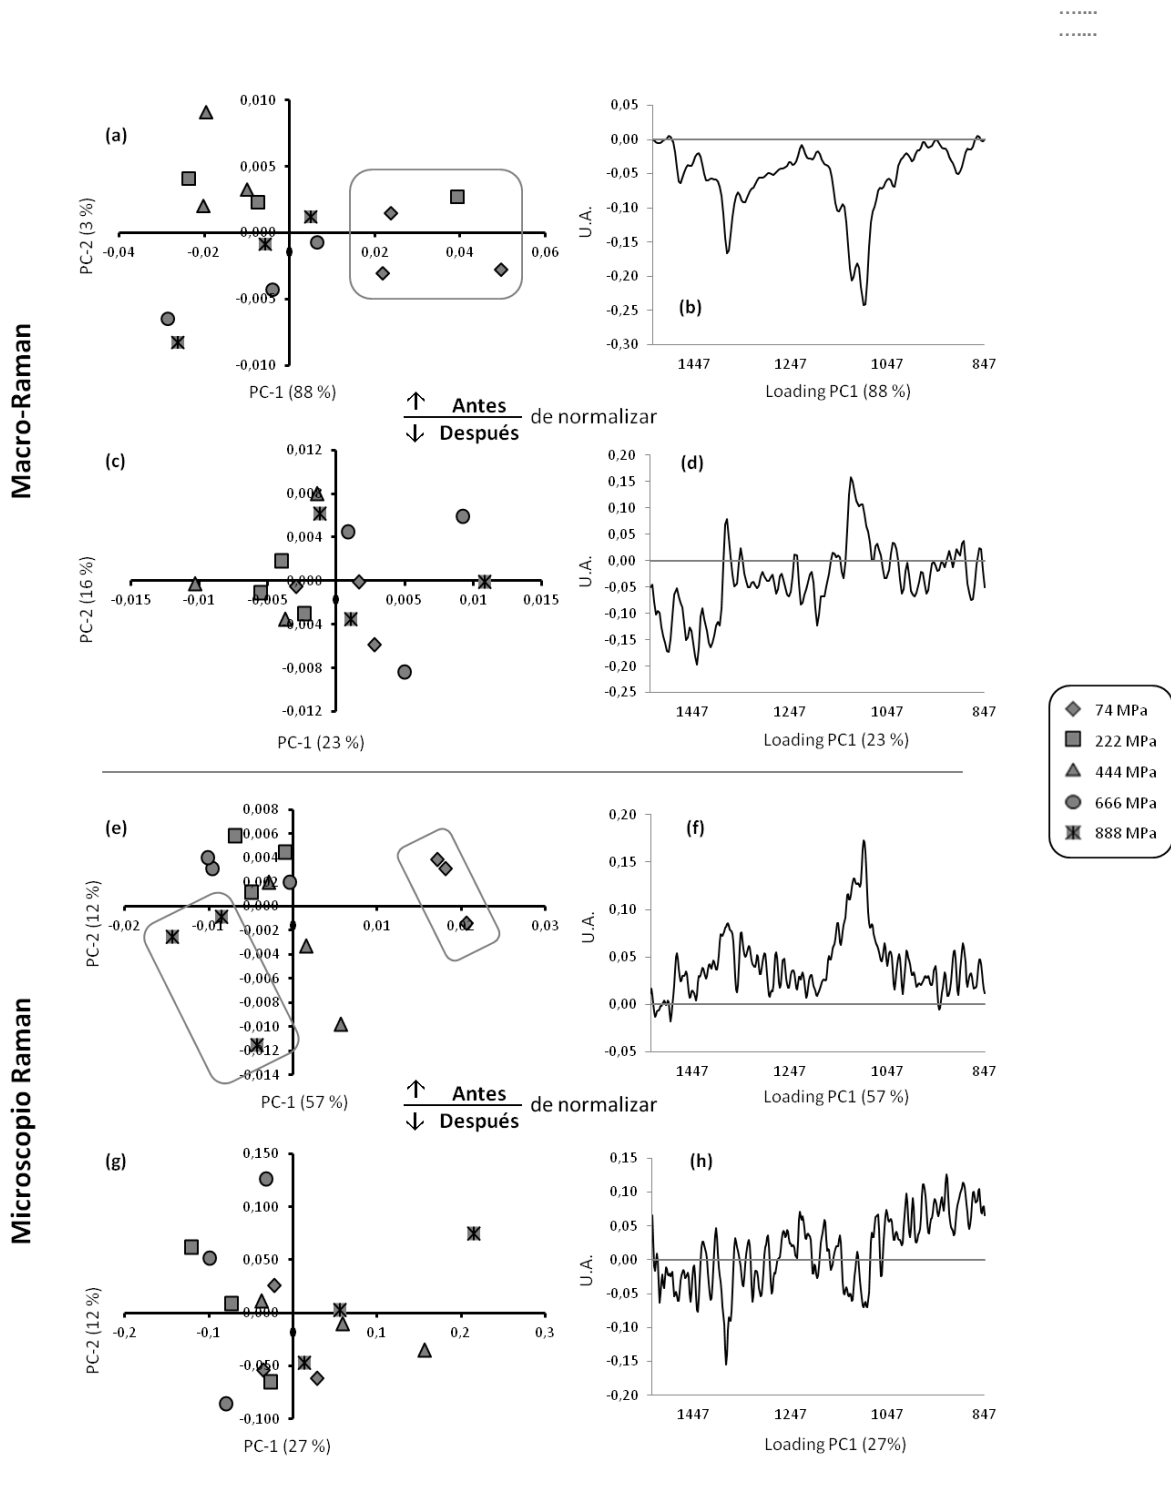 Macro-Raman
(a)
0,010
0,005
0,000
-0,005
-0,010
-0,04
-0,02
0
0,02
0,04
0,06
PC-2 (3 %)
PC-1 (88 %)
(b)
0,05
0,00
-0,05
-0,10
-0,15
-0,20
-0,25
-0,30
U.A.
1447
1247
1047
847
Loading PC1 (88 %)
↑ Antes
↓ Después
de normalizar
(c)
0,012
0,008
0,004
0,000
-0,004
-0,008
-0,012
-0,015
-0,01
-0,005
0
0,005
0,01
0,015
PC-2 (16 %)
PC-1 (23 %)
(d)
0,20
0,15
0,10
0,05
0,00
-0,05
-0,10
-0,15
-0,20
-0,25
U.A.
1447
1247
1047
847
Loading PC1 (23 %)
74 MPa
222 MPa
444 MPa
666 MPa
888 MPa
Microscopio Raman
(e)
0,008
0,006
0,004
0,002
0,000
-0,002
-0,004
-0,006
-0,008
-0,010
-0,012
-0,014
-0,02
-0,01
0
0,01
0,02
0,03
PC-2 (12 %)
PC-1 (57 %)
(f)
0,20
0,15
0,10
0,05
0,00
-0,05
U.A.
1447
1247
1047
847
Loading PC1 (57 %)
↑ Antes
↓ Después
de normalizar
(g)
0,150
0,100
0,050
0,000
-0,050
-0,100
-0,2
-0,1
0
0,1
0,2
0,3
PC-2 (12 %)
PC-1 (27 %)
(h)
0,15
0,10
0,05
0,00
-0,05
-0,10
-0,15
-0,20
U.A.
1447
1247
1047
847
Loading PC1 (27%)